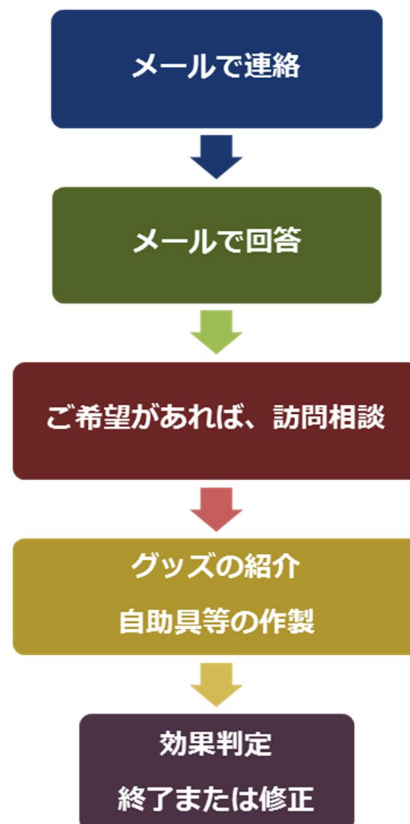 メールで連絡
メールで回答
ご希望があれば、訪問相談
グッズの紹介
自助具等の作製
効果判定
終了または修正